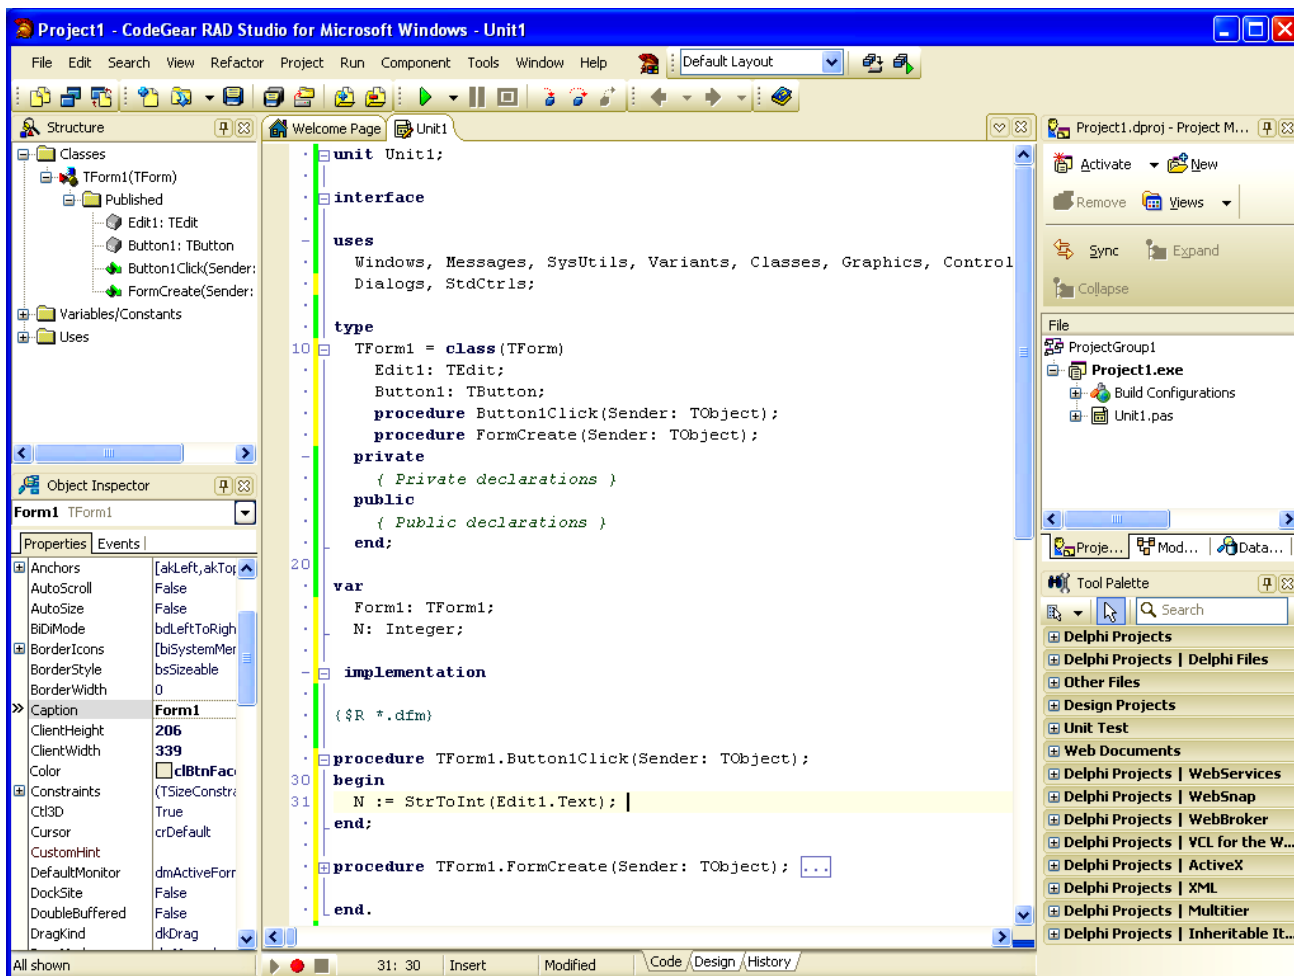 Project1 - CodeGear RAD Studio for Microsoft Windows - Unit1
File Edit Search View Refactor Project Run Component Tools Window Help Default Layout
Structure
Classes
TForm1(TForm)
Published
Edit1: TEdit
Button1: TButton
Button1Click(Sender:
FormCreate(Sender:
Variables/Constants
Uses
Object Inspector
Form1 TForm1
Properties Events
Anchors [akLeft,akTop
AutoScroll False
AutoSize False
BiDiMode bdLeftToRigh
BorderIcons [biSystemMen
BorderStyle bsSizeable
BorderWidth 0
Caption Form1
ClientHeight 206
ClientWidth 339
Color clBtnFac
Constraints (TSizeConstra
Ctl3D True
Cursor crDefault
CustomHint
DefaultMonitor dmActiveForr
DockSite False
DoubleBuffered False
DragKind dkDrag
All shown
Welcome Page Unit1
unit Unit1;
interface
uses
Windows, Messages, SysUtils, Variants, Classes, Graphics, Control
Dialogs, StdCtrls;
type
10 TForm1 = class(TForm)
Edit1: TEdit;
Button1: TButton;
procedure Button1Click(Sender: TObject);
procedure FormCreate(Sender: TObject);
private
{ Private declarations }
public
{ Public declarations }
end;
20
var
Form1: TForm1;
N: Integer;
implementation
{$R *.dfm}
procedure TForm1.Button1Click(Sender: TObject);
30 begin
31 N := StrToInt(Edit1.Text);
end;
procedure TForm1.FormCreate(Sender: TObject); ...
end.
31: 30 Insert Modified Code Design History
Project1.dproj - Project M...
Activate New
Remove Views
Sync Expand
Collapse
File
ProjectGroup1
Project1.exe
Build Configurations
Unit1.pas
Proje... Mod... Data...
Tool Palette
Search
Delphi Projects
Delphi Projects | Delphi Files
Other Files
Design Projects
Unit Test
Web Documents
Delphi Projects | WebServices
Delphi Projects | WebSnap
Delphi Projects | WebBroker
Delphi Projects | VCL for the W...
Delphi Projects | ActiveX
Delphi Projects | XML
Delphi Projects | Multitier
Delphi Projects | Inheritable It...